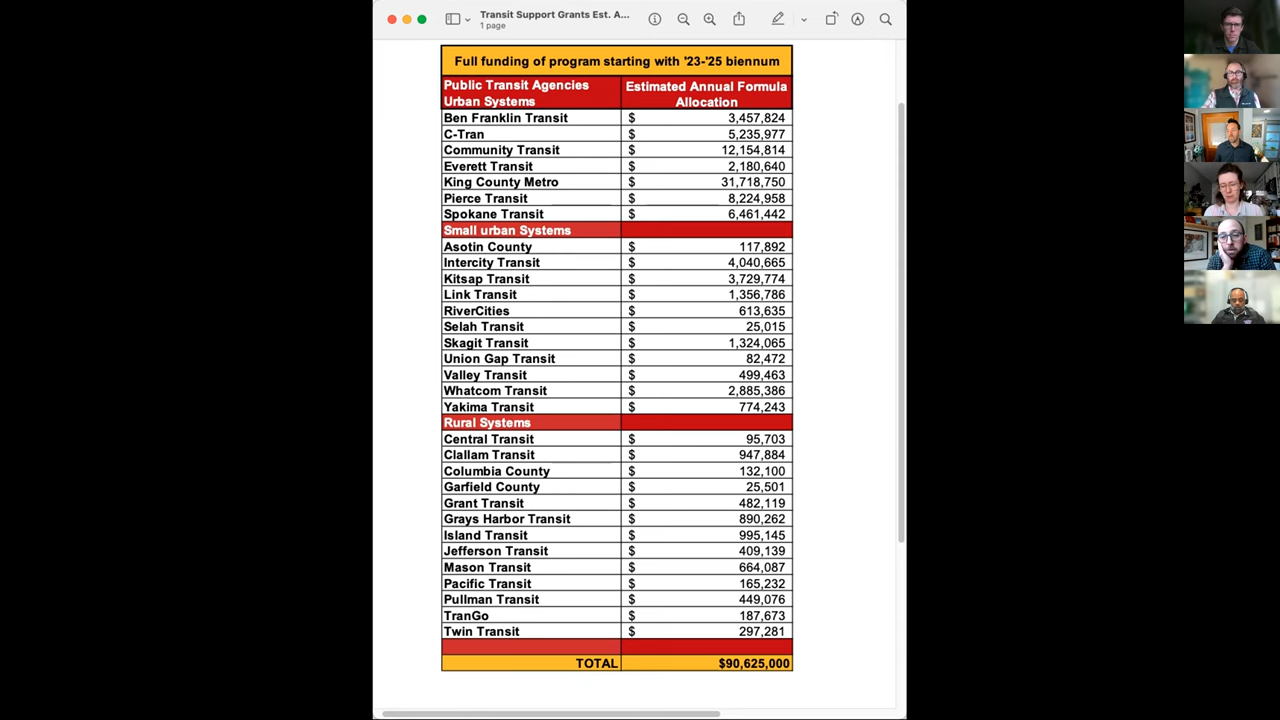 Transit Support Grants Est. A...
1 page
Full funding of program starting with '23-'25 biennum
Public Transit Agencies
Urban Systems
Estimated Annual Formula
Allocation
Ben Franklin Transit $ 3,457,824
C-Tran $ 5,235,977
Community Transit $ 12,154,814
Everett Transit $ 2,180,640
King County Metro $ 31,718,750
Pierce Transit $ 8,224,958
Spokane Transit $ 6,461,442
Small urban Systems
Asotin County $ 117,892
Intercity Transit $ 4,040,665
Kitsap Transit $ 3,729,774
Link Transit $ 1,356,786
RiverCities $ 613,635
Selah Transit $ 25,015
Skagit Transit $ 1,324,065
Union Gap Transit $ 82,472
Valley Transit $ 499,463
Whatcom Transit $ 2,885,386
Yakima Transit $ 774,243
Rural Systems
Central Transit $ 95,703
Clallam Transit $ 947,884
Columbia County $ 132,100
Garfield County $ 25,501
Grant Transit $ 482,119
Grays Harbor Transit $ 890,262
Island Transit $ 995,145
Jefferson Transit $ 409,139
Mason Transit $ 664,087
Pacific Transit $ 165,232
Pullman Transit $ 449,076
TranGo $ 187,673
Twin Transit $ 297,281
TOTAL $90,625,000